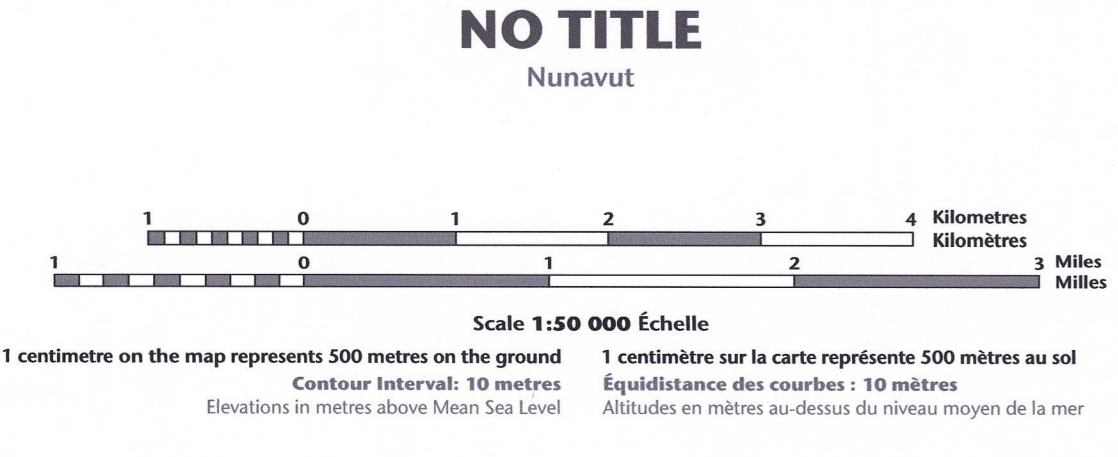 NO TITLE
Nunavut
1 0 1 2 3 4 Kilometres
Kilomètres
1 0 1 2 3 Miles
Milles
Scale 1:50 000 Échelle
1 centimetre on the map represents 500 metres on the ground
Contour Interval: 10 metres
Elevations in metres above Mean Sea Level
1 centimètre sur la carte représente 500 mètres au sol
Équidistance des courbes : 10 mètres
Altitudes en mètres au-dessus du niveau moyen de la mer